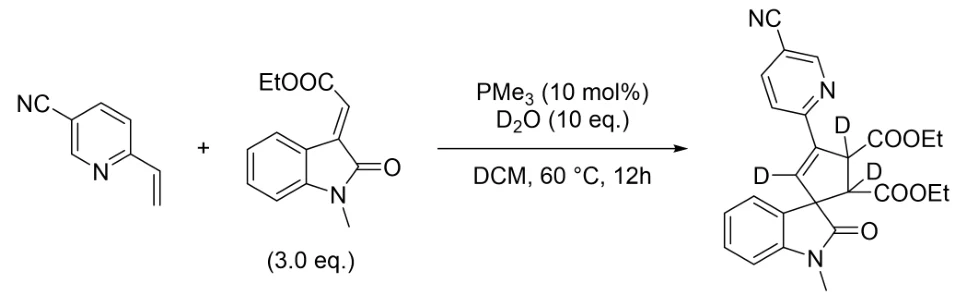 NC
N
+
EtOOC
O
N
(3.0 eq.)
PMe3 (10 mol%)
D2O (10 eq.)
DCM, 60 °C, 12h
NC
N
D
COOEt
D
D
COOEt
O
N